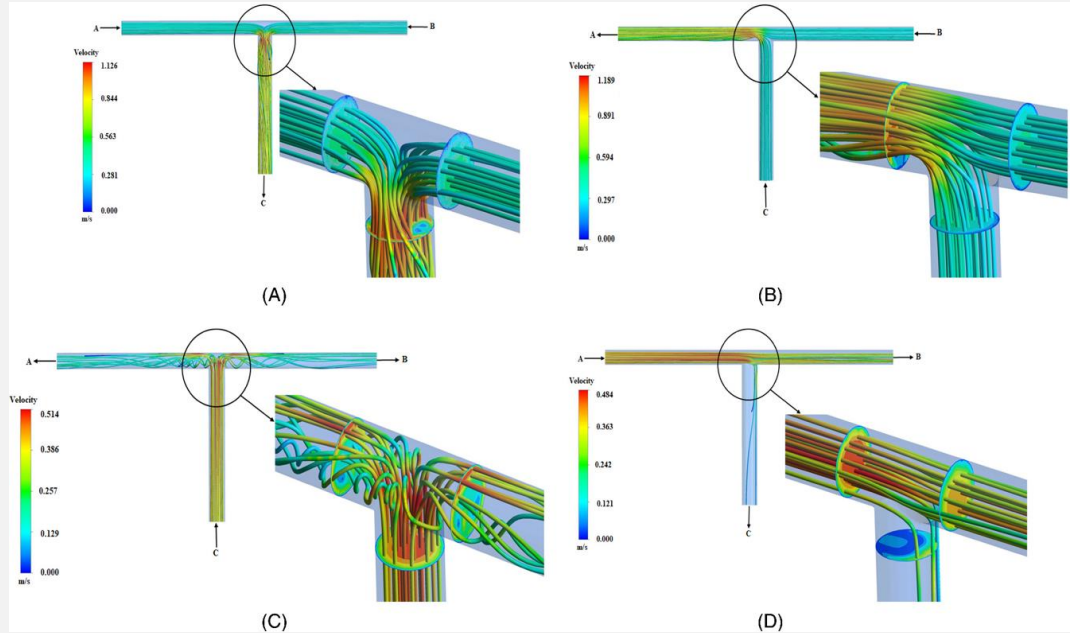 A
B
Velocity
1.126
0.844
0.563
0.281
0.000
m/s
C
(A)
A
B
Velocity
1.189
0.891
0.594
0.297
0.000
m/s
C
(B)
A
B
Velocity
0.514
0.386
0.257
0.129
0.000
m/s
C
(C)
A
B
Velocity
0.484
0.363
0.242
0.121
0.000
m/s
C
(D)